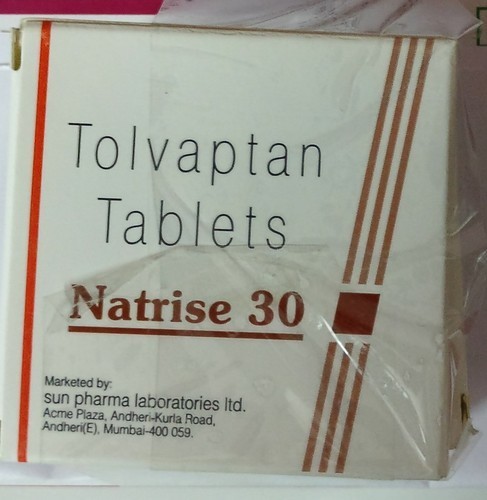 Tolvaptan
Tablets
Natrise 30
Marketed by:
sun pharma laboratories ltd.
Acme Plaza, Andheri-Kurla Road,
Andheri(E), Mumbai-400 059.